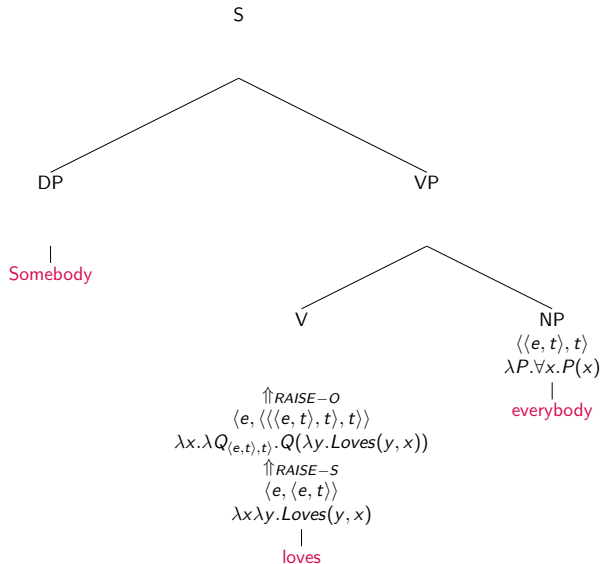 S
DP
VP
Somebody
V
NP
⟨⟨e, t⟩, t⟩
λP.∀x.P(x)
everybody
⇑RAISE−O
⟨e, ⟨⟨⟨e, t⟩, t⟩, t⟩⟩
λx.λQ⟨⟨e,t⟩,t⟩.Q(λy.Loves(y, x))
⇑RAISE−S
⟨e, ⟨e, t⟩⟩
λxλy.Loves(y, x)
loves